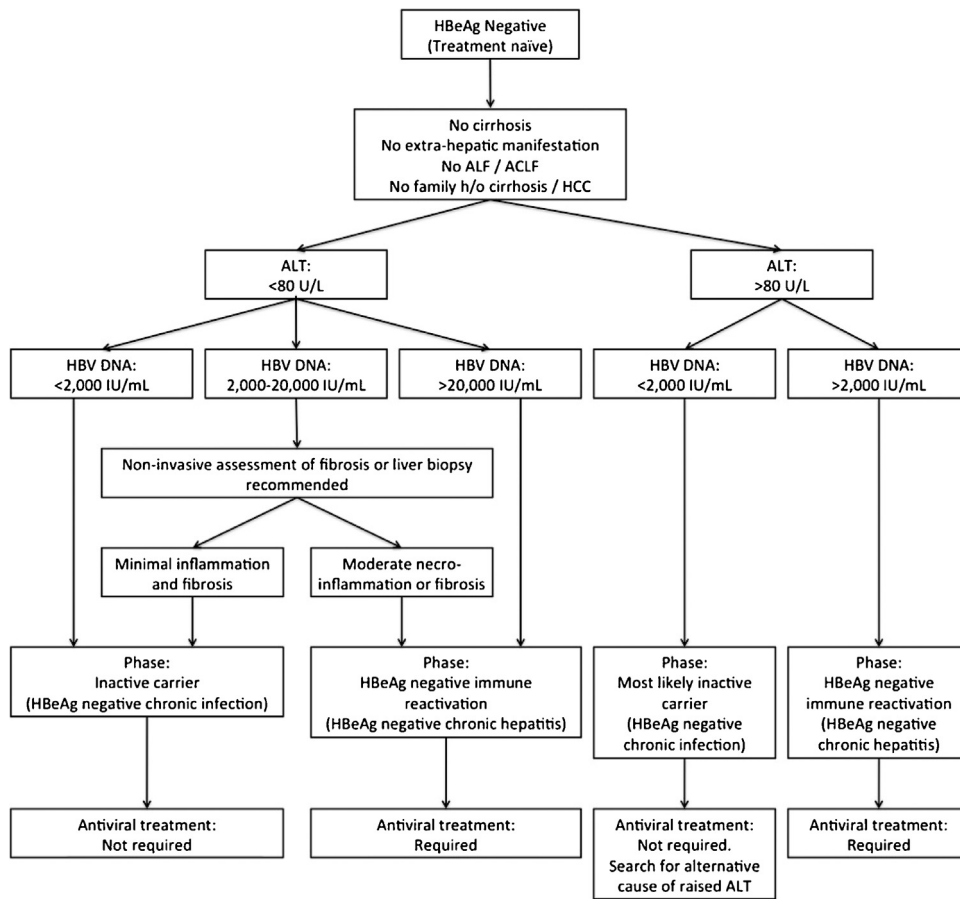 HBeAg Negative
(Treatment naïve)
No cirrhosis
No extra-hepatic manifestation
No ALF / ACLF
No family h/o cirrhosis / HCC
ALT:
<80 U/L
ALT:
>80 U/L
HBV DNA:
<2,000 IU/mL
HBV DNA:
2,000-20,000 IU/mL
HBV DNA:
>20,000 IU/mL
HBV DNA:
<2,000 IU/mL
HBV DNA:
>2,000 IU/mL
Non-invasive assessment of fibrosis or liver biopsy
recommended
Minimal inflammation
and fibrosis
Moderate necro-
inflammation or fibrosis
Phase:
Inactive carrier
(HBeAg negative chronic infection)
Phase:
HBeAg negative immune
reactivation
(HBeAg negative chronic hepatitis)
Phase:
Most likely inactive
carrier
(HBeAg negative
chronic infection)
Phase:
HBeAg negative
immune reactivation
(HBeAg negative
chronic hepatitis)
Antiviral treatment:
Not required
Antiviral treatment:
Required
Antiviral treatment:
Not required.
Search for alternative
cause of raised ALT
Antiviral treatment:
Required